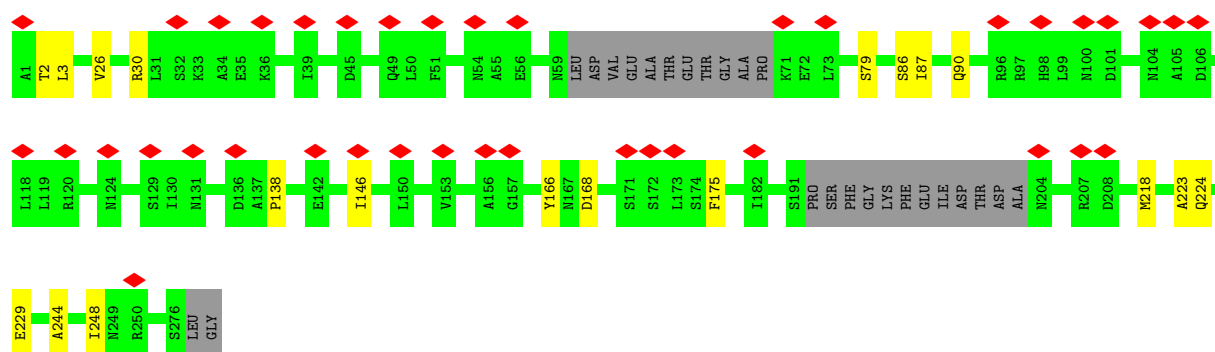 A1 T2 L3 V26 R30 L31 S32 K33 A34 E35 K36 I39 D45 Q49 L50 F51 N54 A55 E56 N59 LEU ASP VAL GLU ALA THR GLU THR GLY ALA PRO K71 E72 L73 S79 S86 I87 Q90 R96 R97 H98 L99 N100 D101 N104 A105 D106
L118 L119 R120 N124 S129 I130 N131 D136 A137 P138 E142 I146 L150 V153 A156 G157 Y166 N167 D168 S171 S172 L173 S174 F175 I182 S191 PRO SER PHE GLY LYS PHE GLU ILE ASP THR ASP ALA N204 R207 D208 M218 A223 Q224
E229 A244 I248 N249 R250 S276 LEU GLY